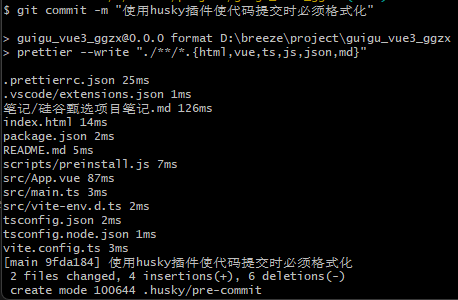 $ git commit -m "使用husky插件使代码提交时必须格式化"
> guigu_vue3_ggzx@0.0.0 format D:\breeze\project\guigu_vue3_ggzx
> prettier --write "./**/*.{html,vue,ts,js,json,md}"
.prettierrc.json 25ms
.vscode/extensions.json 1ms
笔记/硅谷甄选项目笔记.md 126ms
index.html 14ms
package.json 2ms
README.md 5ms
scripts/preinstall.js 7ms
src/App.vue 87ms
src/main.ts 3ms
src/vite-env.d.ts 2ms
tsconfig.json 2ms
tsconfig.node.json 1ms
vite.config.ts 3ms
[main 9fda184] 使用husky插件使代码提交时必须格式化
2 files changed, 4 insertions(+), 6 deletions(-)
create mode 100644 .husky/pre-commit